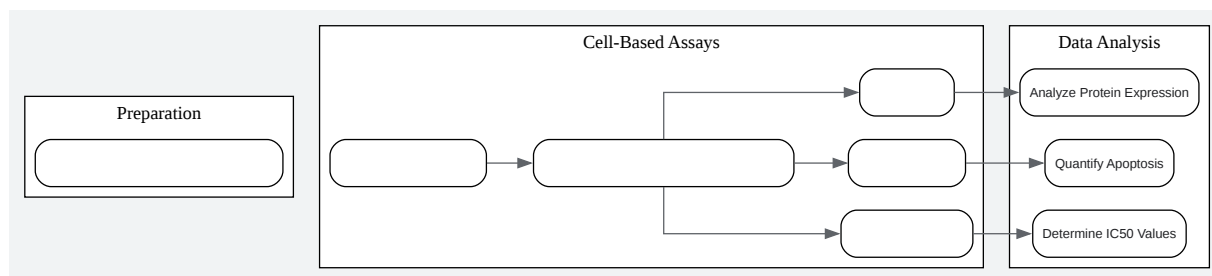 Cell-Based Assays
Data Analysis
Preparation
Analyze Protein Expression
Quantify Apoptosis
Determine IC50 Values